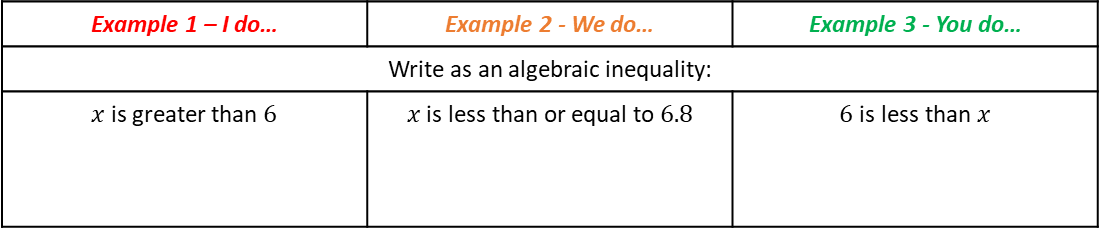 Example 1 – I do…
Example 2 - We do…
Example 3 - You do…
Write as an algebraic inequality:
x is greater than 6
x is less than or equal to 6.8
6 is less than x